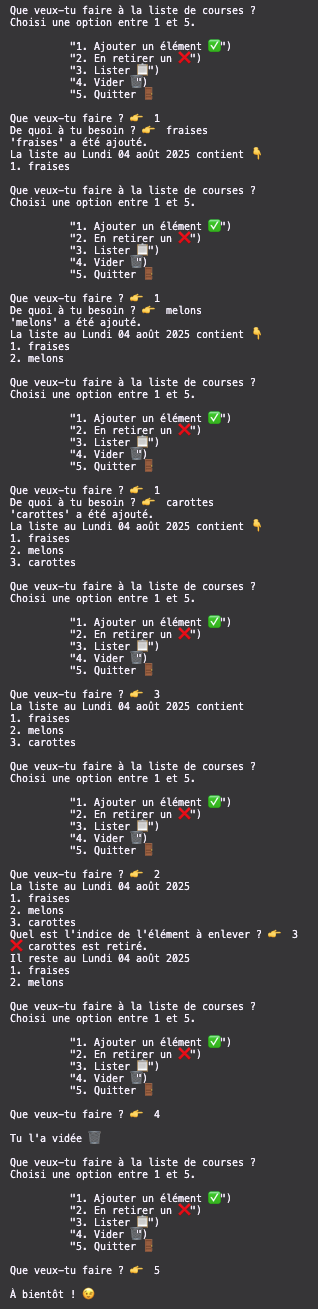 Que veux-tu faire à la liste de courses ?
Choisi une option entre 1 et 5.
"1. Ajouter un élément ✅")
"2. En retirer un ❌")
"3. Lister 📋")
"4. Vider 🗑️")
"5. Quitter 🚪
Que veux-tu faire ? 👉 1
De quoi à tu besoin ? 👉 fraises
'fraises' a été ajouté.
La liste au Lundi 04 août 2025 contient 👇
1. fraises
Que veux-tu faire à la liste de courses ?
Choisi une option entre 1 et 5.
"1. Ajouter un élément ✅")
"2. En retirer un ❌")
"3. Lister 📋")
"4. Vider 🗑️")
"5. Quitter 🚪
Que veux-tu faire ? 👉 1
De quoi à tu besoin ? 👉 melons
'melons' a été ajouté.
La liste au Lundi 04 août 2025 contient 👇
1. fraises
2. melons
Que veux-tu faire à la liste de courses ?
Choisi une option entre 1 et 5.
"1. Ajouter un élément ✅")
"2. En retirer un ❌")
"3. Lister 📋")
"4. Vider 🗑️")
"5. Quitter 🚪
Que veux-tu faire ? 👉 1
De quoi à tu besoin ? 👉 carottes
'carottes' a été ajouté.
La liste au Lundi 04 août 2025 contient 👇
1. fraises
2. melons
3. carottes
Que veux-tu faire à la liste de courses ?
Choisi une option entre 1 et 5.
"1. Ajouter un élément ✅")
"2. En retirer un ❌")
"3. Lister 📋")
"4. Vider 🗑️")
"5. Quitter 🚪
Que veux-tu faire ? 👉 3
La liste au Lundi 04 août 2025 contient
1. fraises
2. melons
3. carottes
Que veux-tu faire à la liste de courses ?
Choisi une option entre 1 et 5.
"1. Ajouter un élément ✅")
"2. En retirer un ❌")
"3. Lister 📋")
"4. Vider 🗑️")
"5. Quitter 🚪
Que veux-tu faire ? 👉 2
La liste au Lundi 04 août 2025
1. fraises
2. melons
3. carottes
Quel est l'indice de l'élément à enlever ? 👉 3
❌ carottes est retiré.
Il reste au Lundi 04 août 2025
1. fraises
2. melons
Que veux-tu faire à la liste de courses ?
Choisi une option entre 1 et 5.
"1. Ajouter un élément ✅")
"2. En retirer un ❌")
"3. Lister 📋")
"4. Vider 🗑️")
"5. Quitter 🚪
Que veux-tu faire ? 👉 4
Tu l'a vidée 🗑️
Que veux-tu faire à la liste de courses ?
Choisi une option entre 1 et 5.
"1. Ajouter un élément ✅")
"2. En retirer un ❌")
"3. Lister 📋")
"4. Vider 🗑️")
"5. Quitter 🚪
Que veux-tu faire ? 👉 5
À bientôt ! 😉